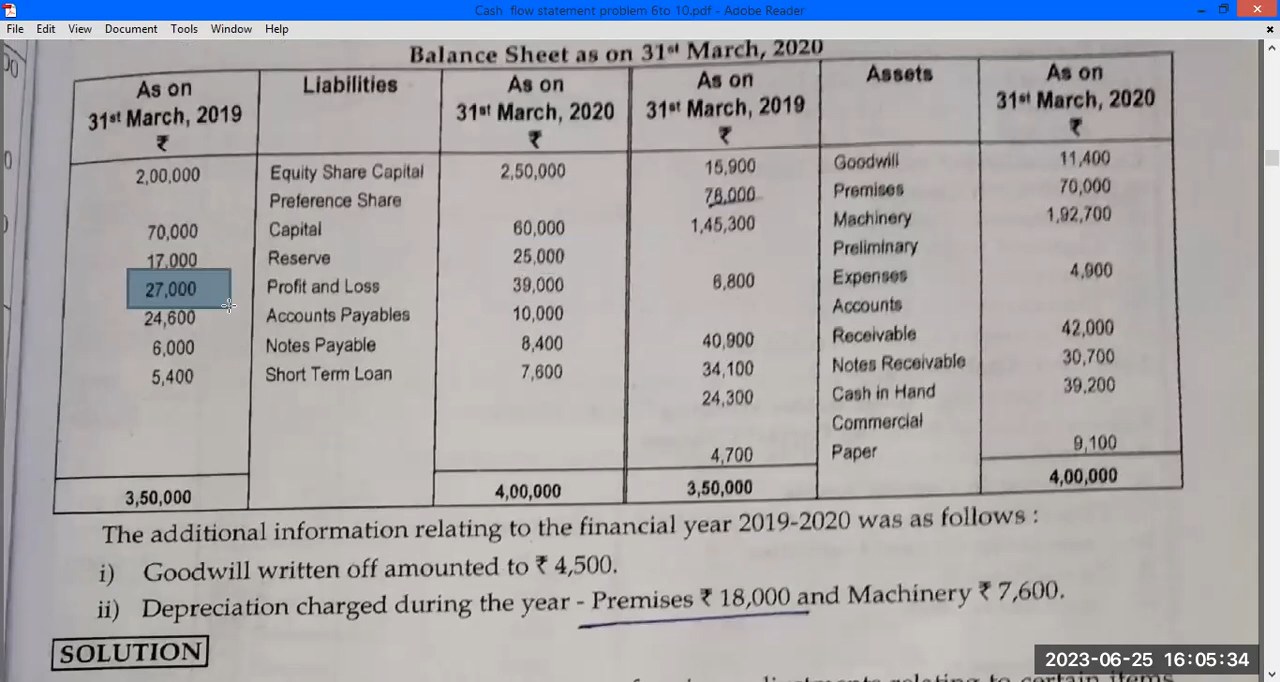 Cash flow statement problem 6to 10.pdf - Adobe Reader
File Edit View Document Tools Window Help
Balance Sheet as on 31st March, 2020
As on 31st March, 2019 ₹ Liabilities As on 31st March, 2020 ₹ As on 31st March, 2019 ₹ Assets As on 31st March, 2020 ₹
2,00,000 Equity Share Capital 2,50,000 15,900 Goodwill 11,400
Preference Share 78,000 Premises 70,000
70,000 Capital 60,000 1,45,300 Machinery 1,92,700
17,000 Reserve 25,000 Preliminary
27,000 Profit and Loss 39,000 6,800 Expenses 4,900
24,600 Accounts Payables 10,000 Accounts
6,000 Notes Payable 8,400 40,900 Receivable 42,000
5,400 Short Term Loan 7,600 34,100 Notes Receivable 30,700
24,300 Cash in Hand 39,200
Commercial
4,700 Paper 9,100
3,50,000 4,00,000 3,50,000 4,00,000
The additional information relating to the financial year 2019-2020 was as follows :
i) Goodwill written off amounted to ₹ 4,500.
ii) Depreciation charged during the year - Premises ₹ 18,000 and Machinery ₹ 7,600.
SOLUTION
2023-06-25 16:05:34